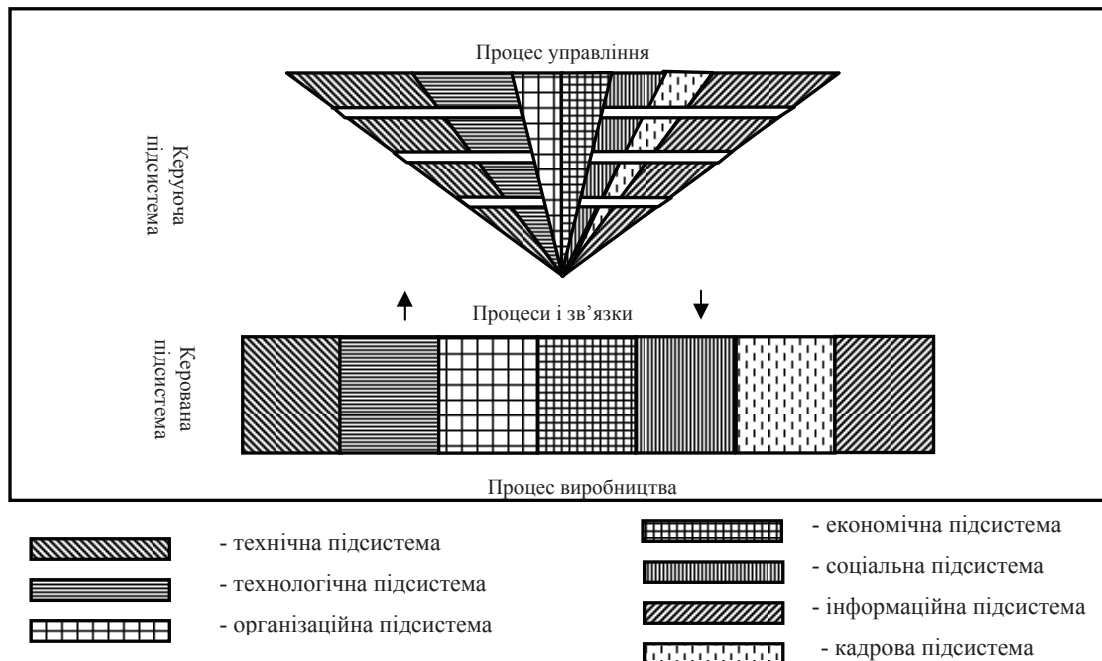 Процес управління
Керуюча
підсистема
Процеси і зв’язки
Керована
підсистема
Процес виробництва
- технічна підсистема
- технологічна підсистема
- організаційна підсистема
- економічна підсистема
- соціальна підсистема
- інформаційна підсистема
- кадрова підсистема